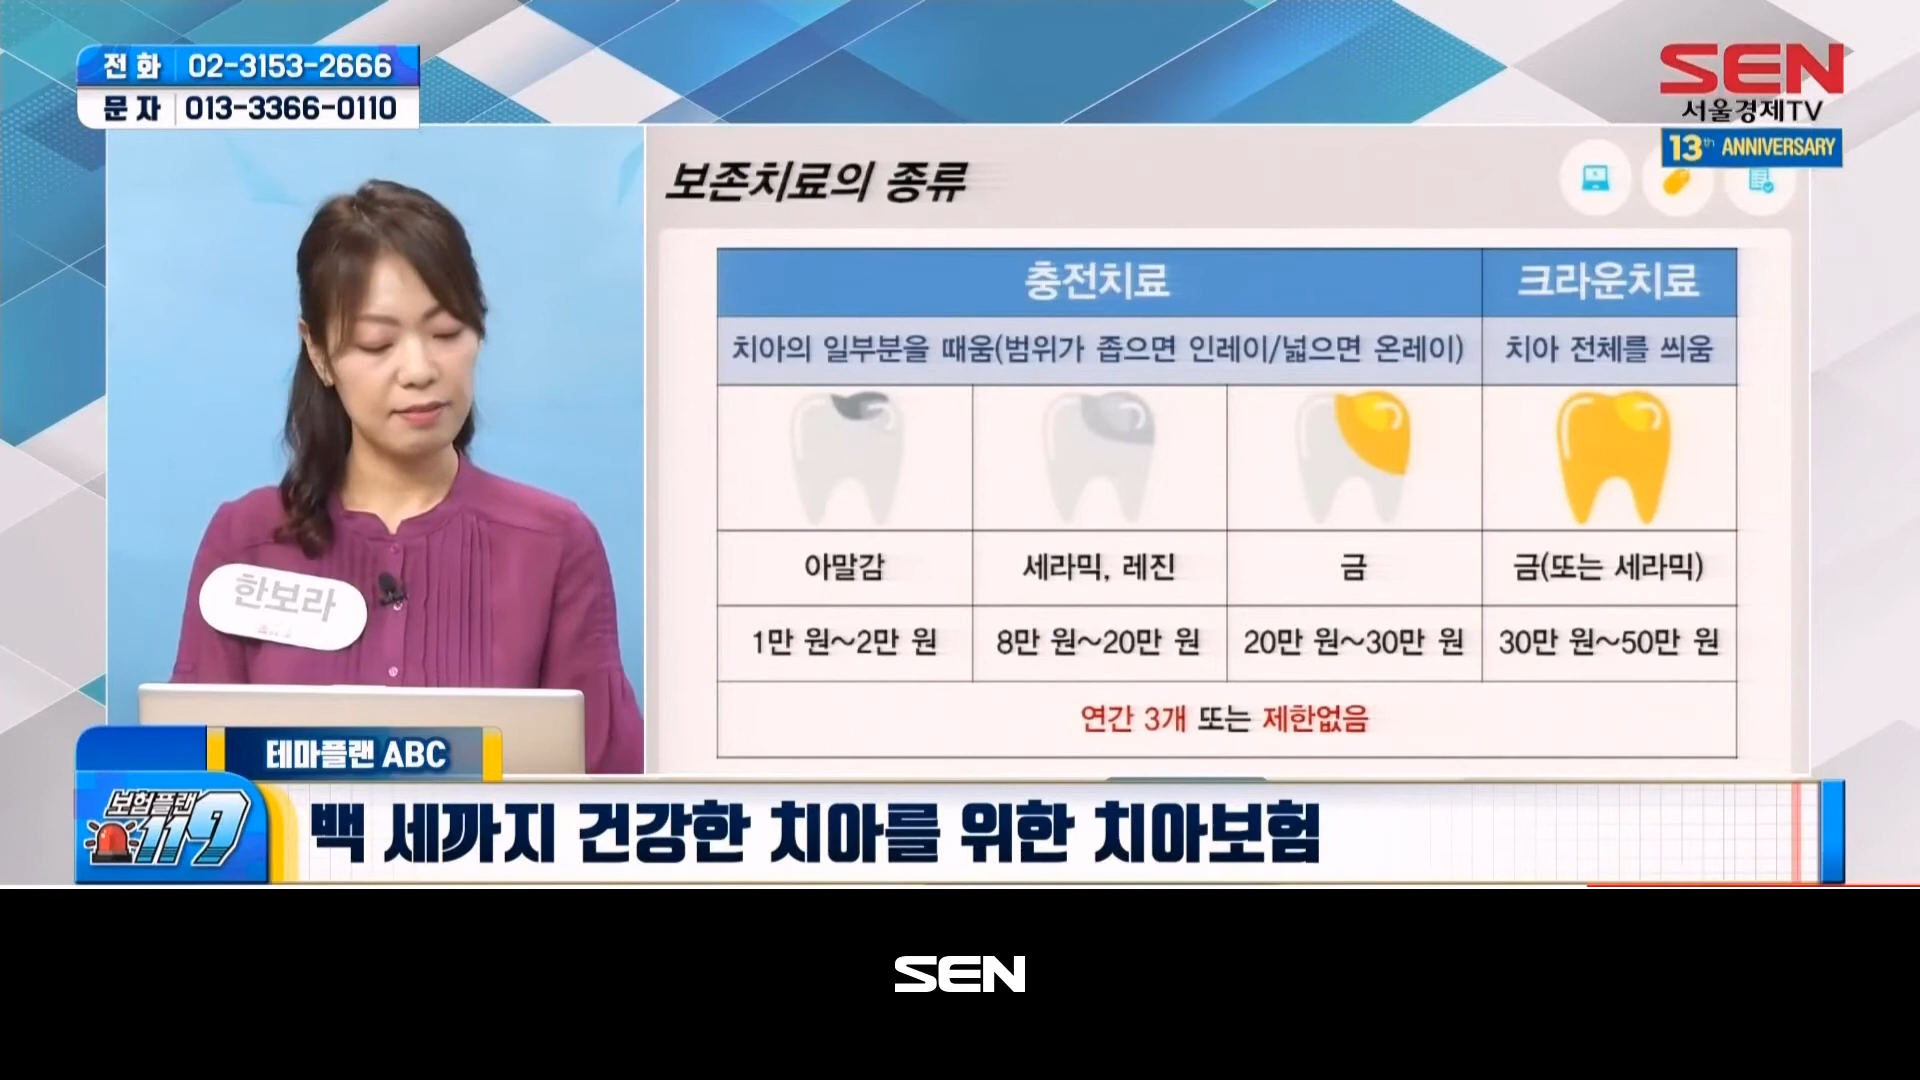 전화 02-3153-2666
문자 013-3366-0110
SEN
서울경제TV
13th ANNIVERSARY
보존치료의 종류
충전치료 크라운치료
치아의 일부분을 때움(범위가 좁으면 인레이/넓으면 온레이) 치아 전체를 씌움
아말감 세라믹, 레진 금 금(또는 세라믹)
1만 원~2만 원 8만 원~20만 원 20만 원~30만 원 30만 원~50만 원
연간 3개 또는 제한없음
한보라
테마플랜 ABC
보험플랜 119
백 세까지 건강한 치아를 위한 치아보험
SEN